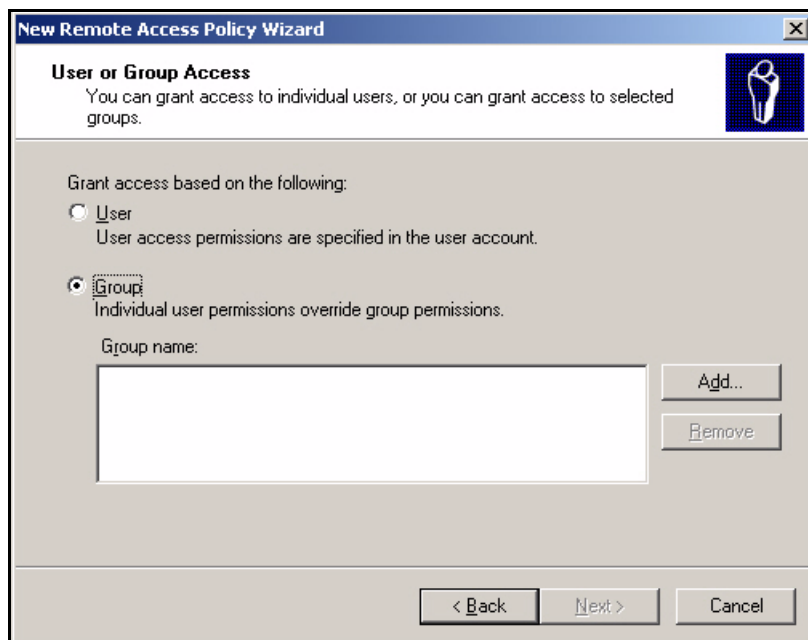 New Remote Access Policy Wizard
User or Group Access
You can grant access to individual users, or you can grant access to selected
groups.
Grant access based on the following:
User
User access permissions are specified in the user account.
Group
Individual user permissions override group permissions.
Group name:
Add...
Remove
< Back
Next >
Cancel